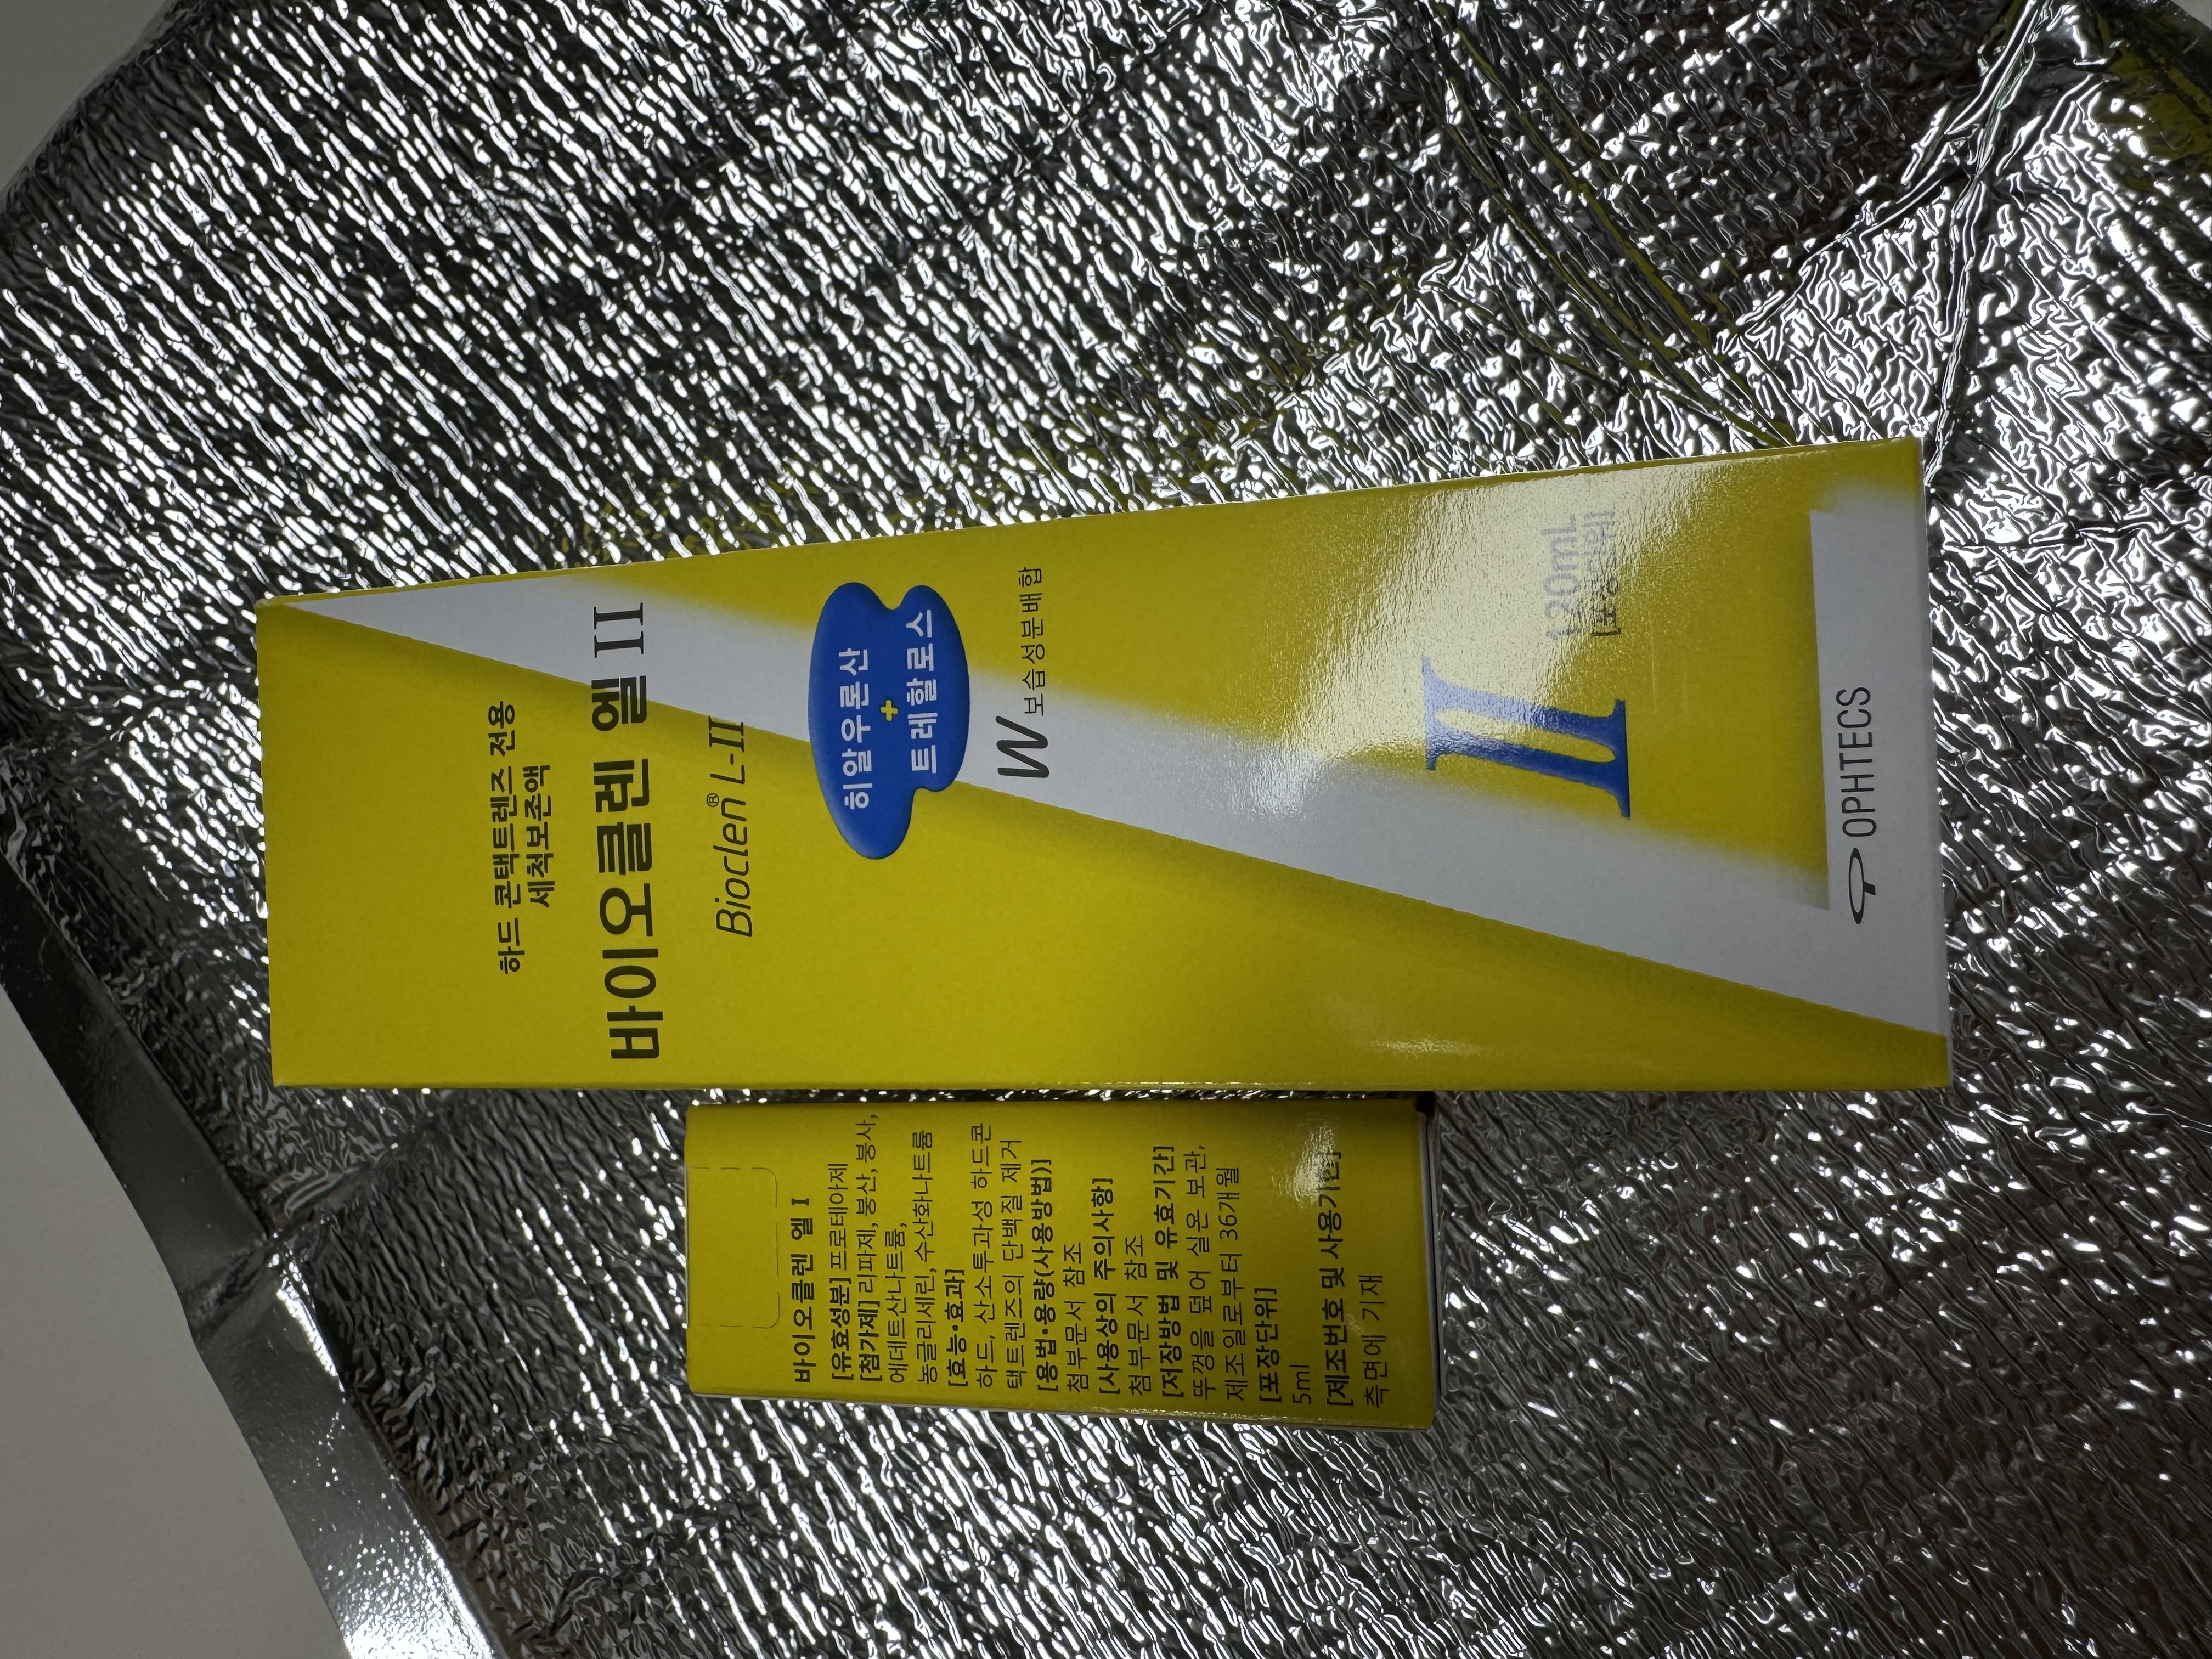 하드 콘택트렌즈 전용
세척보존액
바이오클렌 엘 II
Bioclen® L-II
히알우론산
+
트레할로스
W 보습성분배합
II
120mL
[포장단위]
OPHTECS
바이오클렌 엘 I
[유효성분] 프로테아제
[첨가제] 리파제, 붕산, 붕사,
에데트산나트륨,
농글리세린, 수산화나트륨
[효능•효과]
하드, 산소투과성 하드콘
택트렌즈의 단백질 제거
[용법•용량(사용방법)]
첨부문서 참조
[사용상의 주의사항]
첨부문서 참조
[저장방법 및 유효기간]
뚜껑을 덮어 실온 보관,
제조일로부터 36개월
[포장단위]
5ml
[제조번호 및 사용기한]
측면에 기재